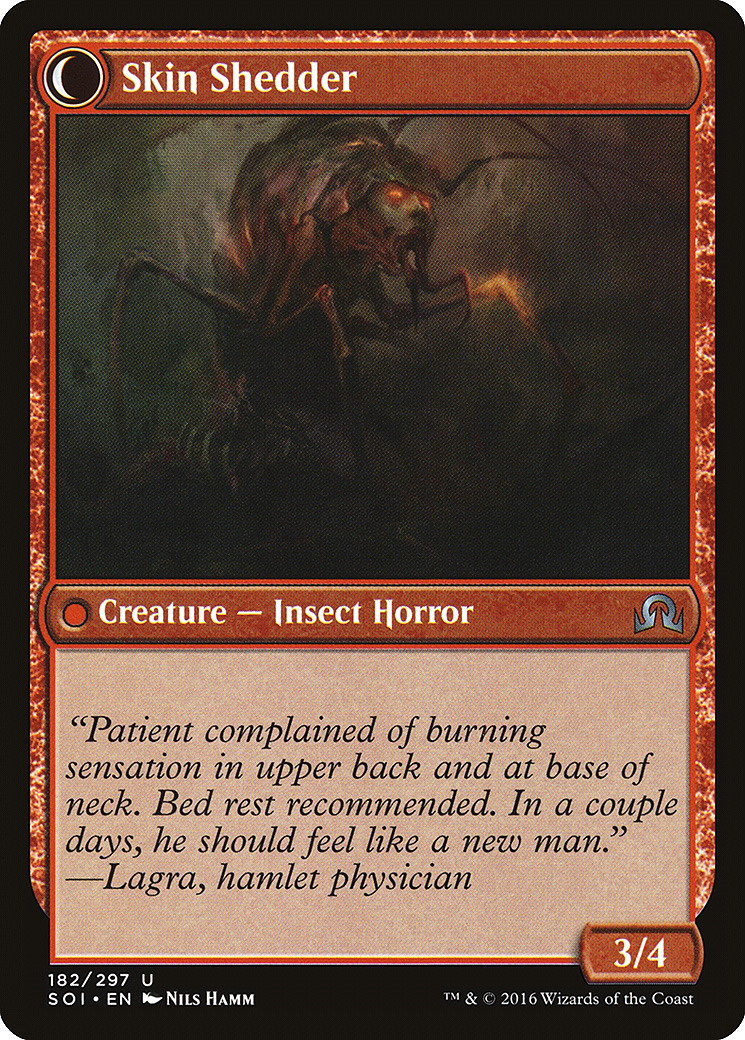 Skin Shedder
Creature — Insect Horror
“Patient complained of burning
sensation in upper back and at base of
neck. Bed rest recommended. In a couple
days, he should feel like a new man.”
—Lagra, hamlet physician
3/4
182/297 U
SOI • EN Nils Hamm
™ & © 2016 Wizards of the Coast